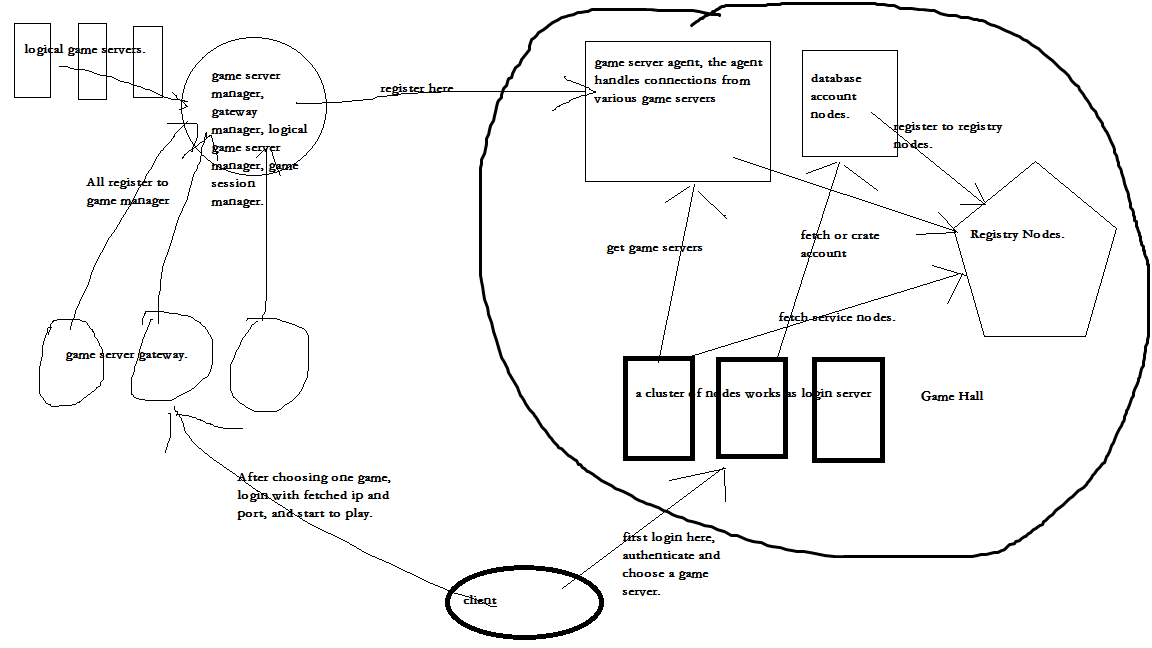 logical game servers.
game server
manager,
gateway
manager, logical
game server
manager, game
session
manager.
register here
game server agent, the agent
handles connections from
various game servers
database
account
nodes.
register to registry
nodes.
All register to
game manager
get game servers
fetch or crate
account
Registry Nodes.
fetch service nodes.
game server gateway.
a cluster of nodes works as login server
Game Hall
After choosing one game,
login with fetched ip and
port, and start to play.
first login here,
authenticate and
choose a game
server.
client